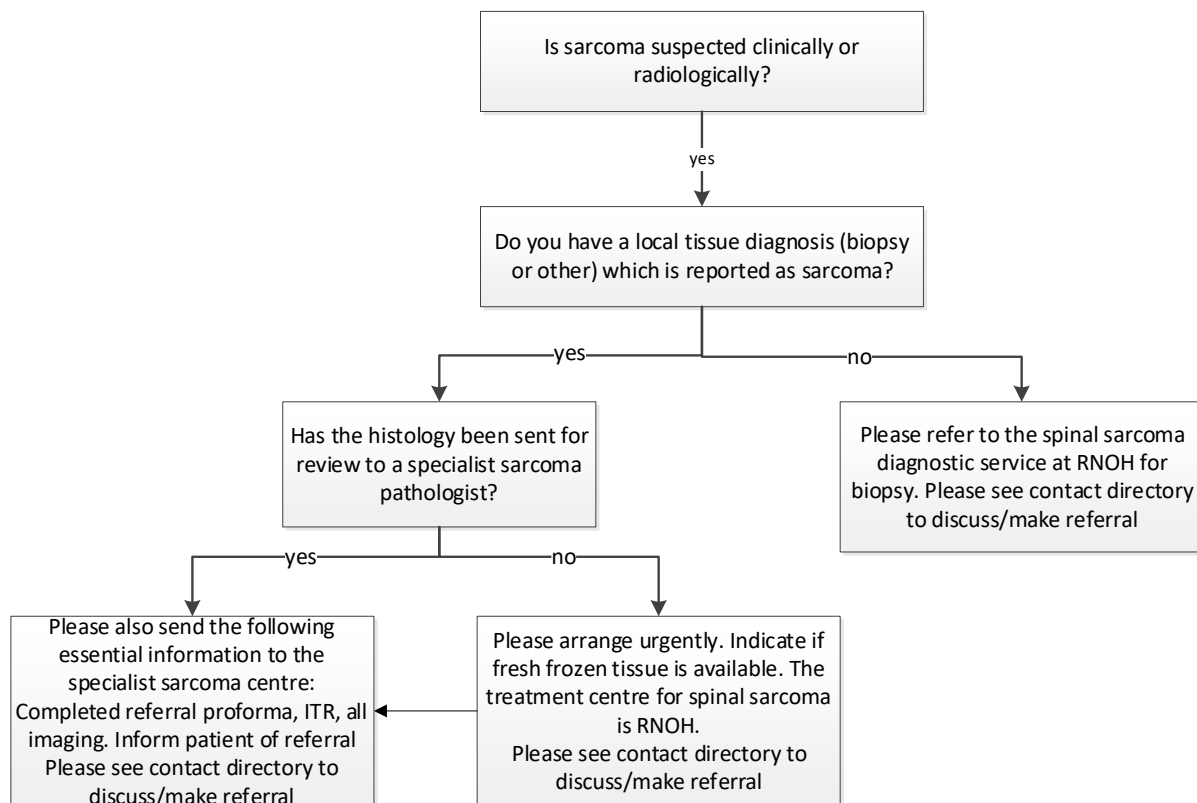 Is sarcoma suspected clinically or
radiologically?
yes
Do you have a local tissue diagnosis (biopsy
or other) which is reported as sarcoma?
yes
no
Has the histology been sent for
review to a specialist sarcoma
pathologist?
Please refer to the spinal sarcoma
diagnostic service at RNOH for
biopsy. Please see contact directory
to discuss/make referral
yes
no
Please also send the following
essential information to the
specialist sarcoma centre:
Completed referral proforma, ITR, all
imaging. Inform patient of referral
Please see contact directory to
discuss/make referral
Please arrange urgently. Indicate if
fresh frozen tissue is available. The
treatment centre for spinal sarcoma
is RNOH.
Please see contact directory to
discuss/make referral